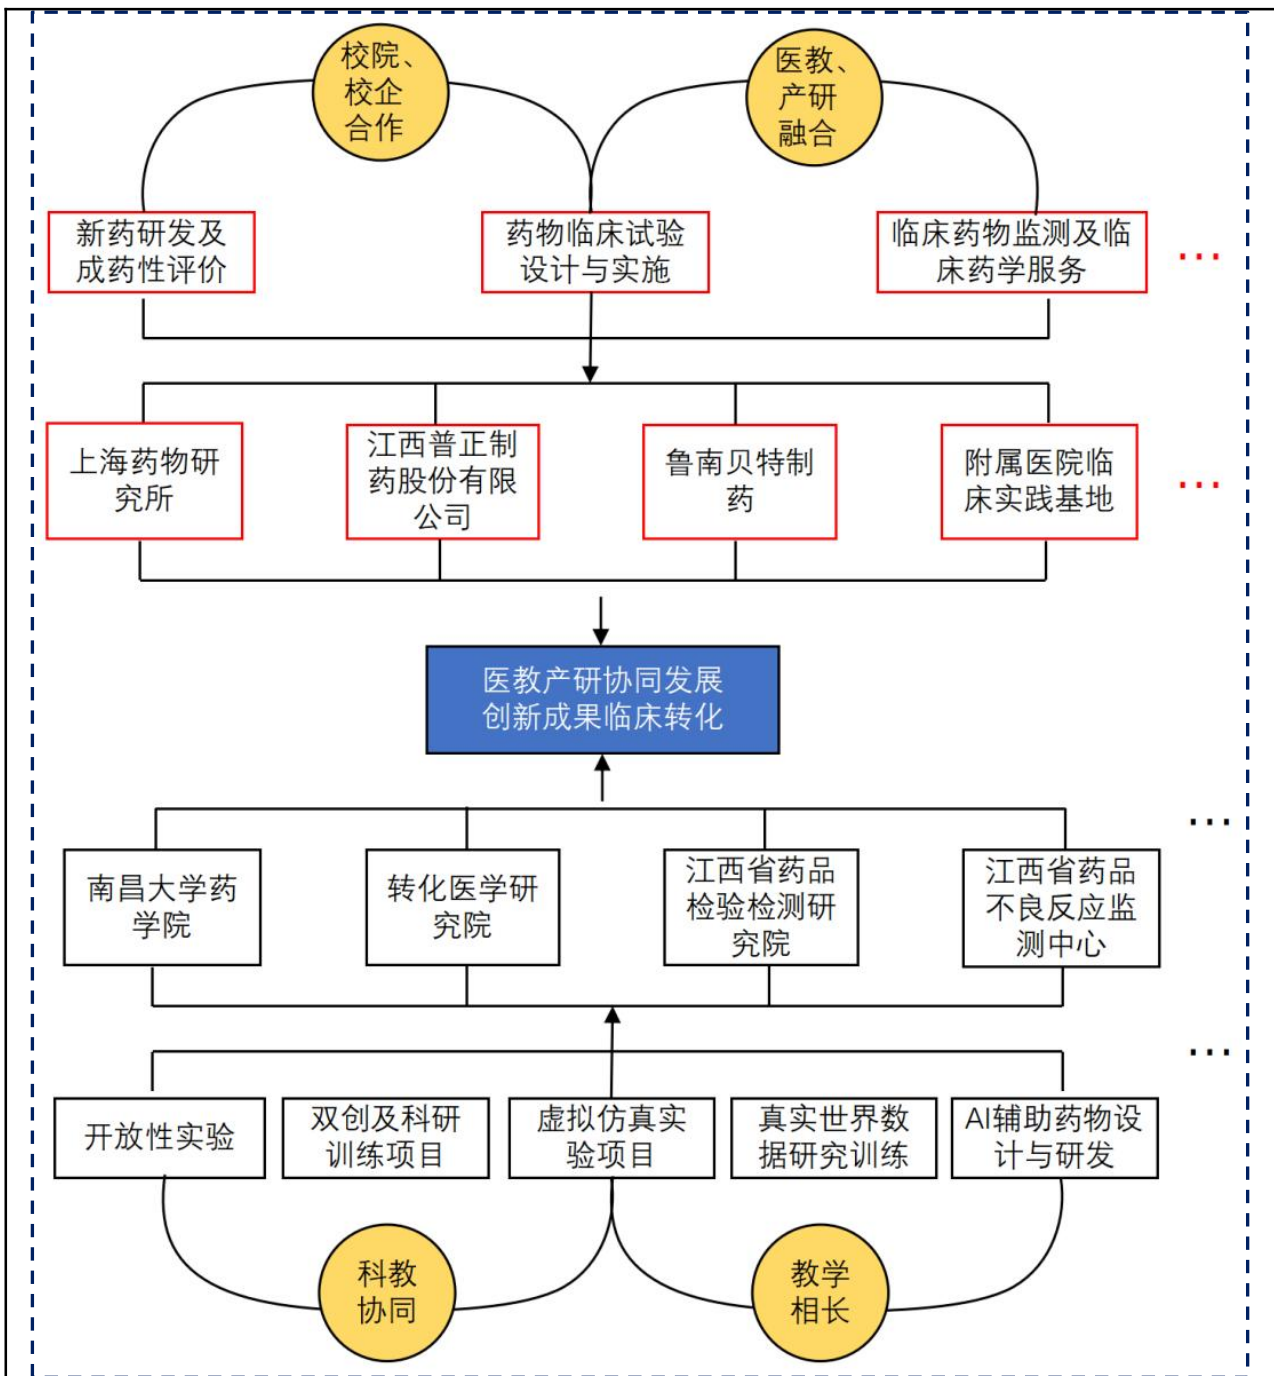 校院、
校企
合作
医教、
产研
融合
新药研发及
成药性评价
药物临床试验
设计与实施
临床药物监测及临
床药学服务
...
上海药物研
究所
江西普正制
药股份有限
公司
鲁南贝特制
药
附属医院临
床实践基地
...
医教产研协同发展
创新成果临床转化
...
南昌大学药
学院
转化医学研
究院
江西省药品
检验检测研
究院
江西省药品
不良反应监
测中心
...
开放性实验
双创及科研
训练项目
虚拟仿真实
验项目
真实世界数
据研究训练
AI辅助药物设
计与研发
科教
协同
教学
相长